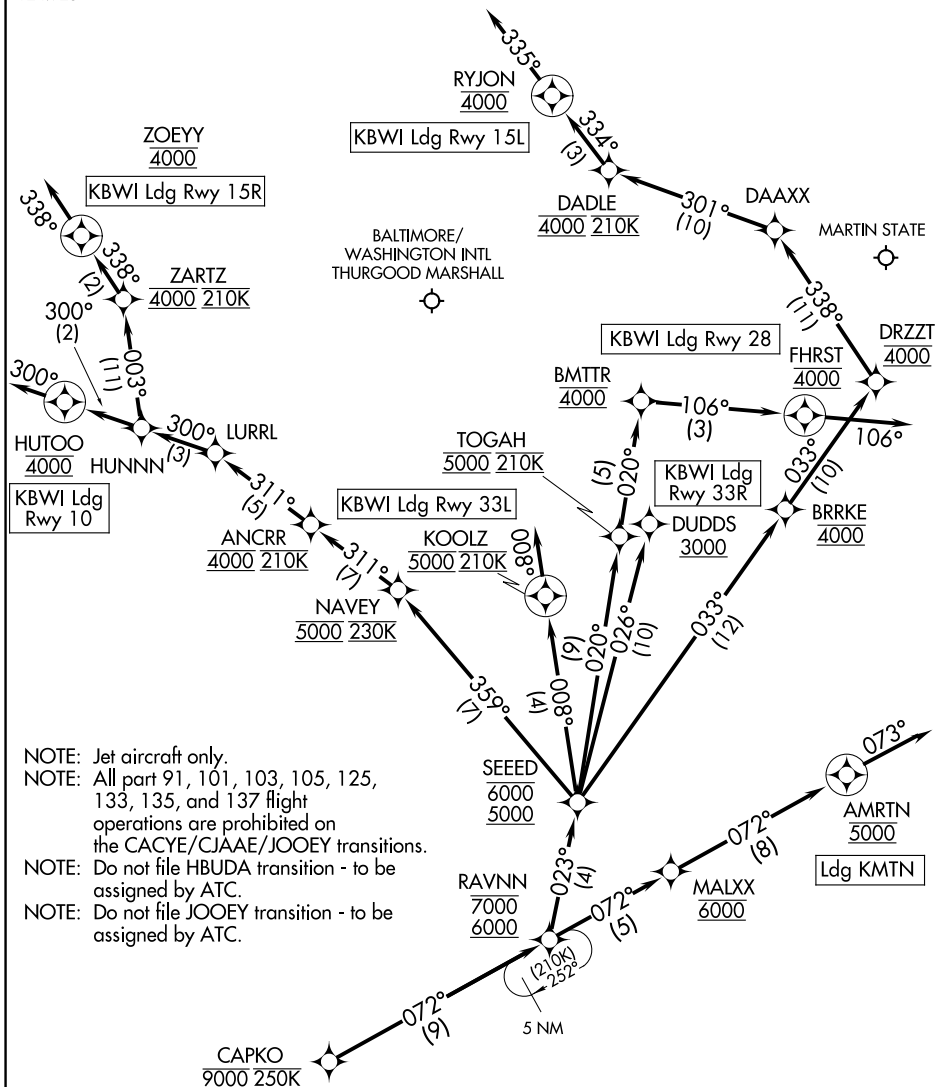 335°
RYJON
4000
KBWI Ldg Rwy 15L
334°
(3)
ZOEYY
4000
KBWI Ldg Rwy 15R
338°
338°
(2)
DADLE
4000 210K
301°
(10)
DAAXX
MARTIN STATE
BALTIMORE/
WASHINGTON INTL
THURGOOD MARSHALL
ZARTZ
4000 210K
300°
(2)
003°
(11)
338°
(11)
KBWI Ldg Rwy 28
DRZZT
4000
FHRST
4000
BMTTR
4000
106°
(3)
106°
300°
HUTOO
4000
HUNNN
300°
(3)
LURRL
KBWI Ldg
Rwy 10
TOGAH
5000 210K
020°
(5)
KBWI Ldg
Rwy 33R
033°
(10)
BRRKE
4000
311°
(5)
KBWI Ldg Rwy 33L
DUDDS
3000
ANCRR
4000 210K
KOOLZ
5000 210K
008°
311°
(7)
NAVEY
5000 230K
020°
(9)
026°
(10)
033°
(12)
359°
(7)
008°
(4)
NOTE: Jet aircraft only.
NOTE: All part 91, 101, 103, 105, 125,
133, 135, and 137 flight
operations are prohibited on
the CACYE/CJAAE/JOOEY transitions.
NOTE: Do not file HBUDA transition - to be
assigned by ATC.
NOTE: Do not file JOOEY transition - to be
assigned by ATC.
SEEED
6000
5000
073°
AMRTN
5000
Ldg KMTN
072°
(8)
023°
(4)
MALXX
6000
RAVNN
7000
6000
072°
(5)
(210K)
252°
5 NM
072°
(9)
CAPKO
9000 250K